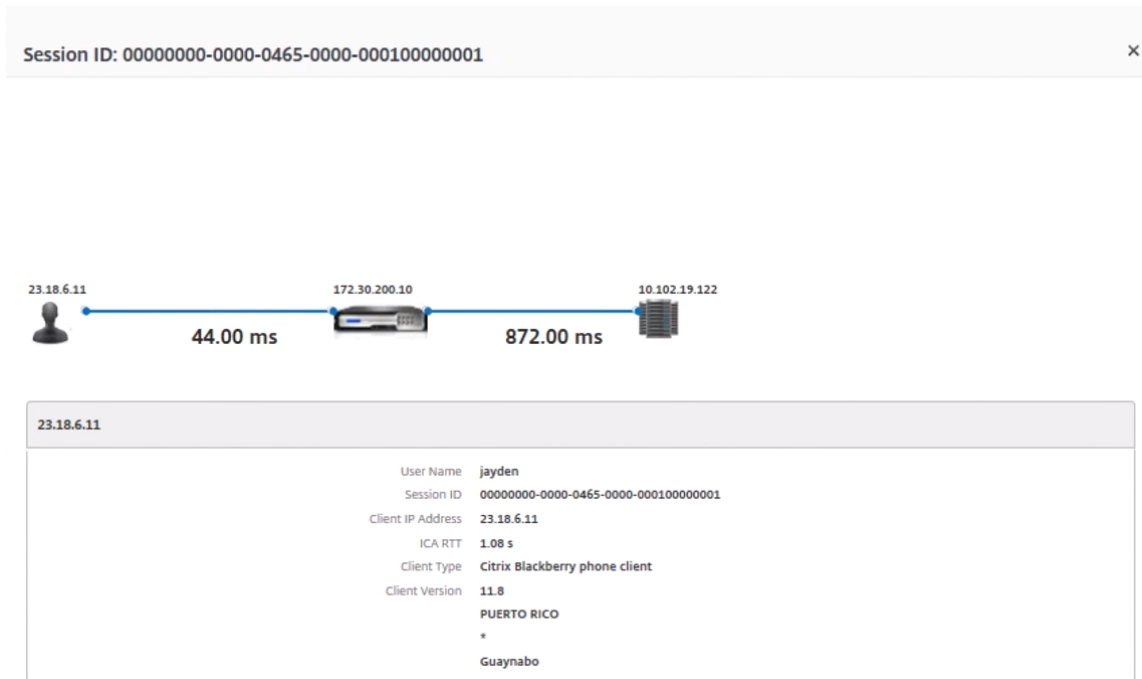 Session ID: 00000000-0000-0465-0000-000100000001 ×
23.18.6.11 172.30.200.10 10.102.19.122
44.00 ms 872.00 ms
23.18.6.11
User Name jayden
Session ID 00000000-0000-0465-0000-000100000001
Client IP Address 23.18.6.11
ICA RTT 1.08 s
Client Type Citrix Blackberry phone client
Client Version 11.8
PUERTO RICO
*
Guaynabo